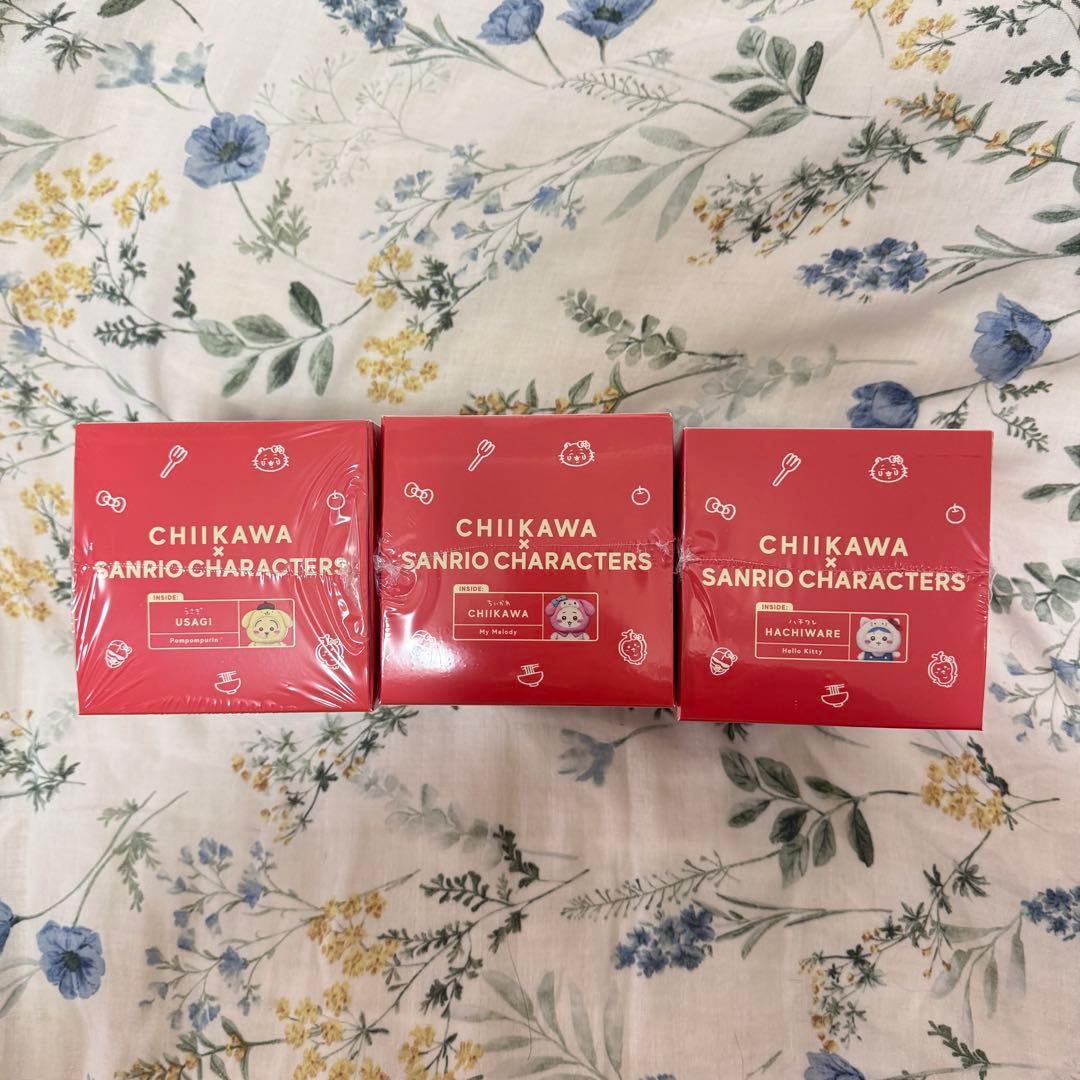 CHIIKAWA
×
SANRIO CHARACTERS
INSIDE:
うさぎ
USAGI
Pompompurin
CHIIKAWA
×
SANRIO CHARACTERS
INSIDE:
ちいかわ
CHIIKAWA
My Melody
CHIIKAWA
×
SANRIO CHARACTERS
INSIDE:
ハチワレ
HACHIWARE
Hello Kitty